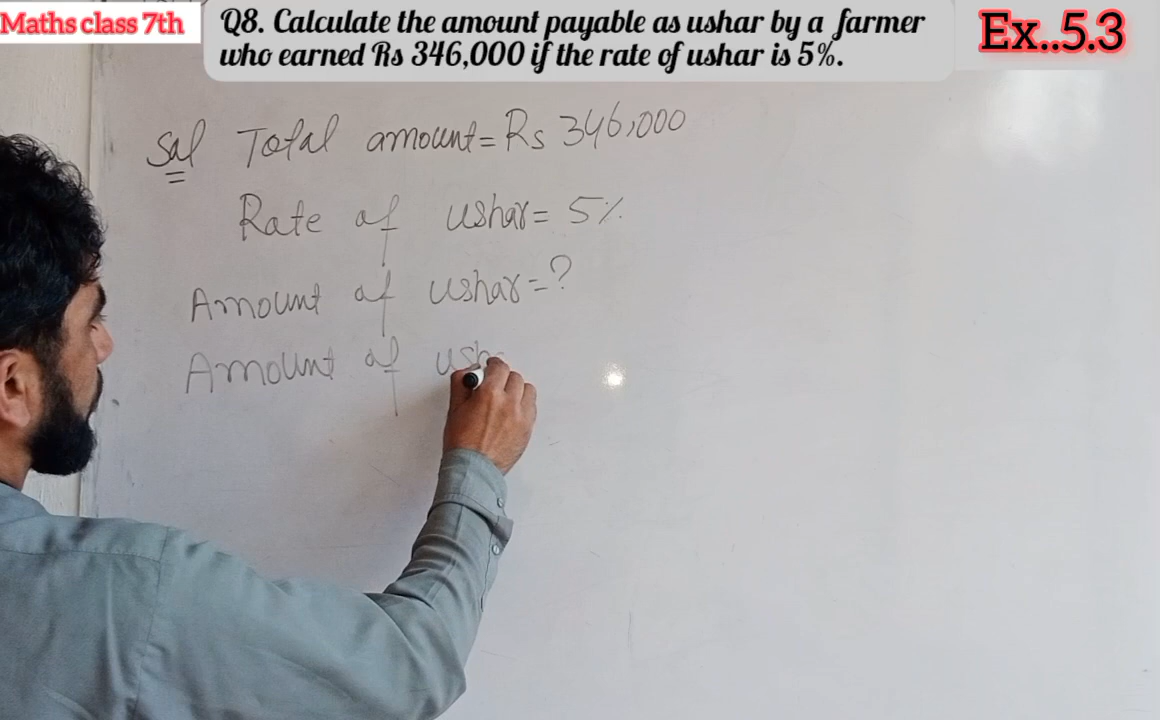 Maths class 7th
Q8. Calculate the amount payable as ushar by a farmer
who earned Rs 346,000 if the rate of ushar is 5%.
Ex..5.3
Sol Total amount = Rs 346,000
Rate of ushar = 5%
Amount of ushar = ?
Amount of ush